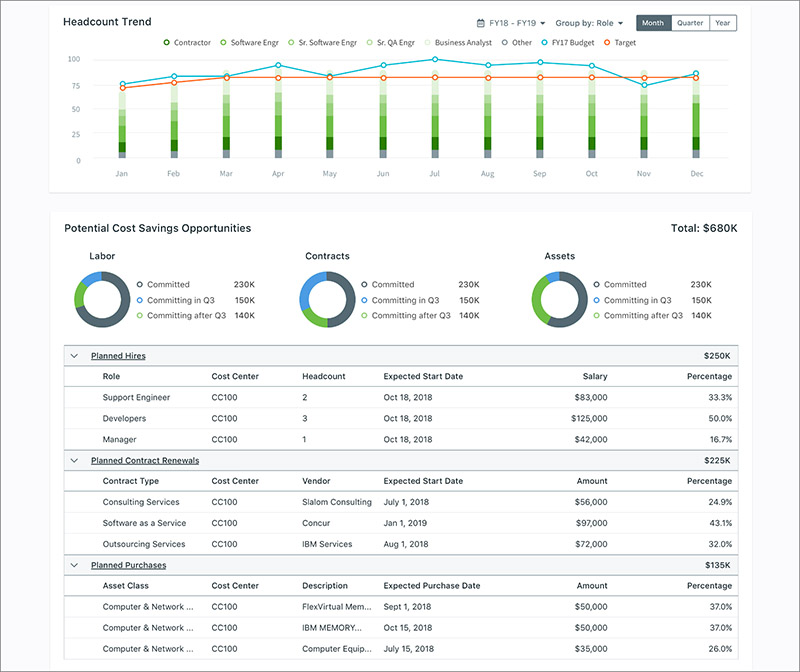 Headcount Trend FY18 - FY19 Group by: Role Month Quarter Year
Contractor Software Engr Sr. Software Engr Sr. QA Engr Business Analyst Other FY17 Budget Target
100
75
50
25
0
Jan Feb Mar Apr May Jun Jul Aug Sep Oct Nov Dec
Potential Cost Savings Opportunities Total: $680K
Labor Contracts Assets
Committed 230K Committed 230K Committed 230K
Committing in Q3 150K Committing in Q3 150K Committing in Q3 150K
Committing after Q3 140K Committing after Q3 140K Committing after Q3 140K
Planned Hires $250K
Role Cost Center Headcount Expected Start Date Salary Percentage
Support Engineer CC100 2 Oct 18, 2018 $83,000 33.3%
Developers CC100 3 Oct 18, 2018 $125,000 50.0%
Manager CC100 1 Oct 18, 2018 $42,000 16.7%
Planned Contract Renewals $225K
Contract Type Cost Center Vendor Expected Start Date Amount Percentage
Consulting Services CC100 Slalom Consulting July 1, 2018 $56,000 24.9%
Software as a Service CC100 Concur Jan 1, 2019 $97,000 43.1%
Outsourcing Services CC100 IBM Services Aug 1, 2018 $72,000 32.0%
Planned Purchases $135K
Asset Class Cost Center Description Expected Purchase Date Amount Percentage
Computer & Network ... CC100 FlexVirtual Mem... Sept 1, 2018 $50,000 37.0%
Computer & Network ... CC100 IBM MEMORY... Oct 15, 2018 $50,000 37.0%
Computer & Network ... CC100 Computer Equip... July 15, 2018 $35,000 26.0%